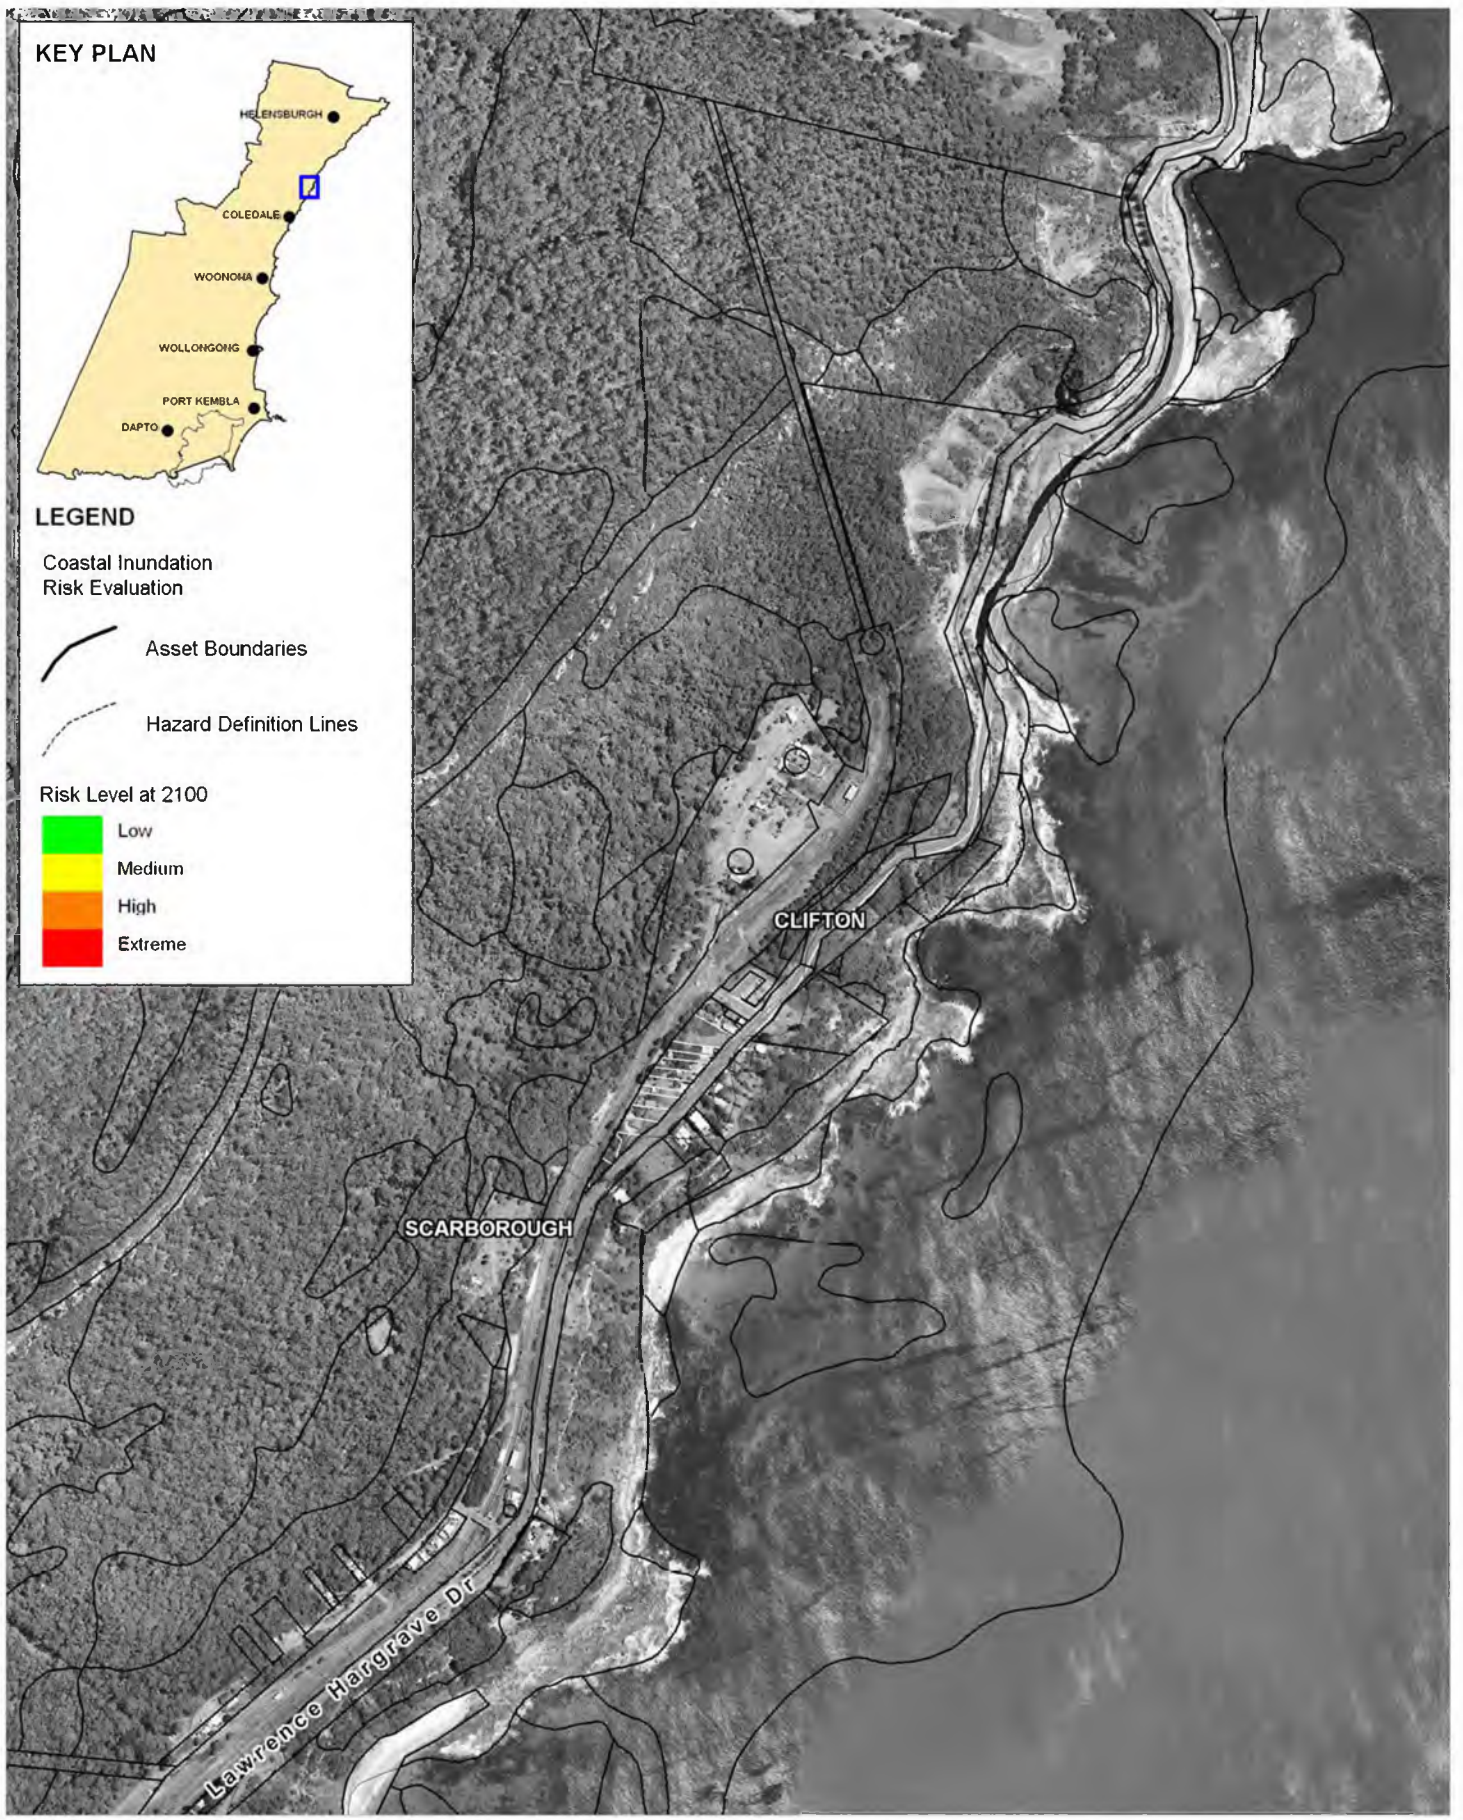 KEY PLAN
HELENSBURGH
COLEDALE
WOONONA
WOLLONGONG
PORT KEMBLA
DAPTO
LEGEND
Coastal Inundation
Risk Evaluation
Asset Boundaries
Hazard Definition Lines
Risk Level at 2100
Low
Medium
High
Extreme
CLIFTON
SCARBOROUGH
Lawrence Hargrave Dr